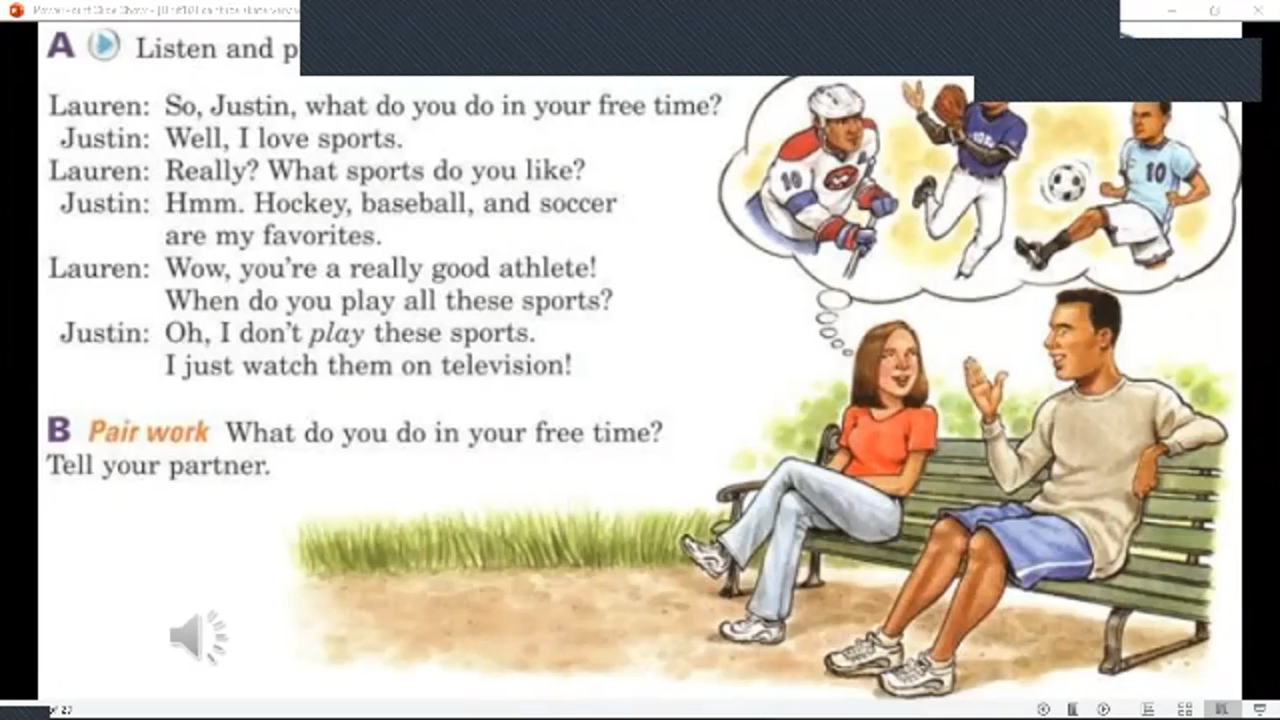 A Listen and p
Lauren: So, Justin, what do you do in your free time?
Justin: Well, I love sports.
Lauren: Really? What sports do you like?
Justin: Hmm. Hockey, baseball, and soccer
are my favorites.
Lauren: Wow, you're a really good athlete!
When do you play all these sports?
Justin: Oh, I don't play these sports.
I just watch them on television!
B Pair work What do you do in your free time?
Tell your partner.
10
10
of 27